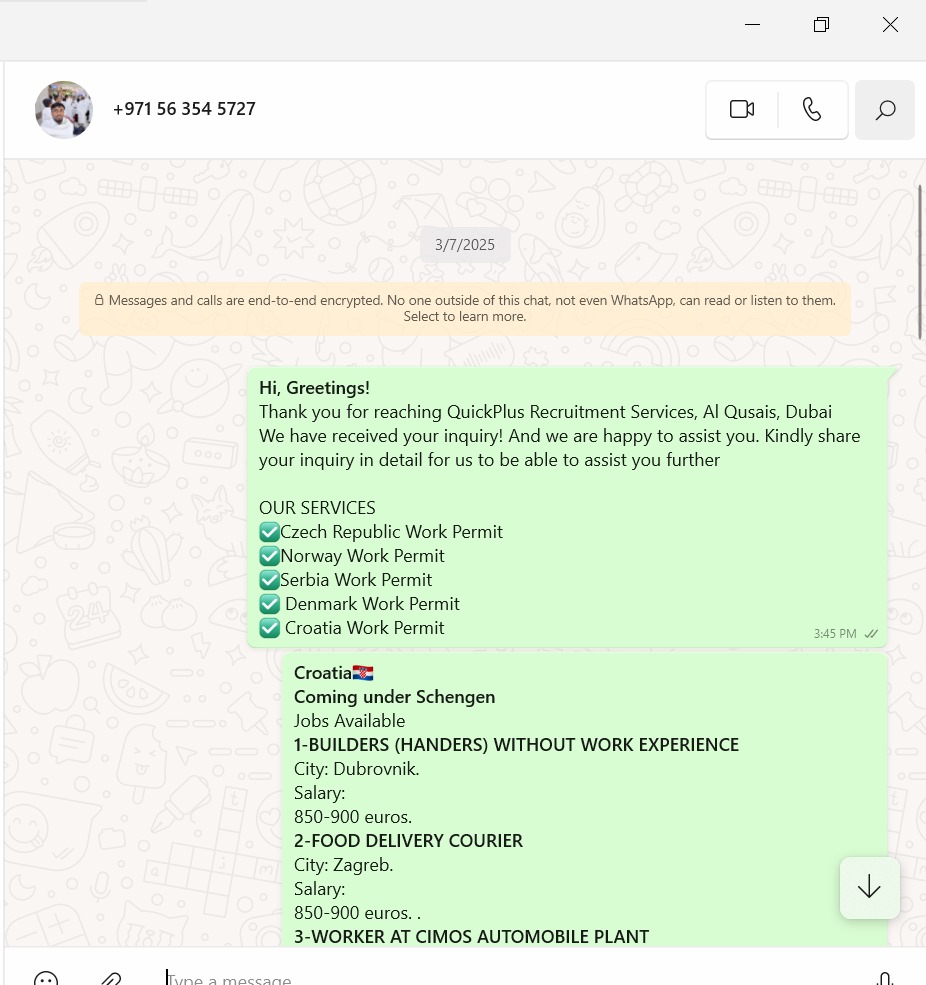 +971 56 354 5727
3/7/2025
Messages and calls are end-to-end encrypted. No one outside of this chat, not even WhatsApp, can read or listen to them.
Select to learn more.
Hi, Greetings!
Thank you for reaching QuickPlus Recruitment Services, Al Qusais, Dubai
We have received your inquiry! And we are happy to assist you. Kindly share
your inquiry in detail for us to be able to assist you further
OUR SERVICES
✅Czech Republic Work Permit
✅Norway Work Permit
✅Serbia Work Permit
✅ Denmark Work Permit
✅ Croatia Work Permit
3:45 PM
Croatia🇭🇷
Coming under Schengen
Jobs Available
1-BUILDERS (HANDERS) WITHOUT WORK EXPERIENCE
City: Dubrovnik.
Salary:
850-900 euros.
2-FOOD DELIVERY COURIER
City: Zagreb.
Salary:
850-900 euros. .
3-WORKER AT CIMOS AUTOMOBILE PLANT
Type a message